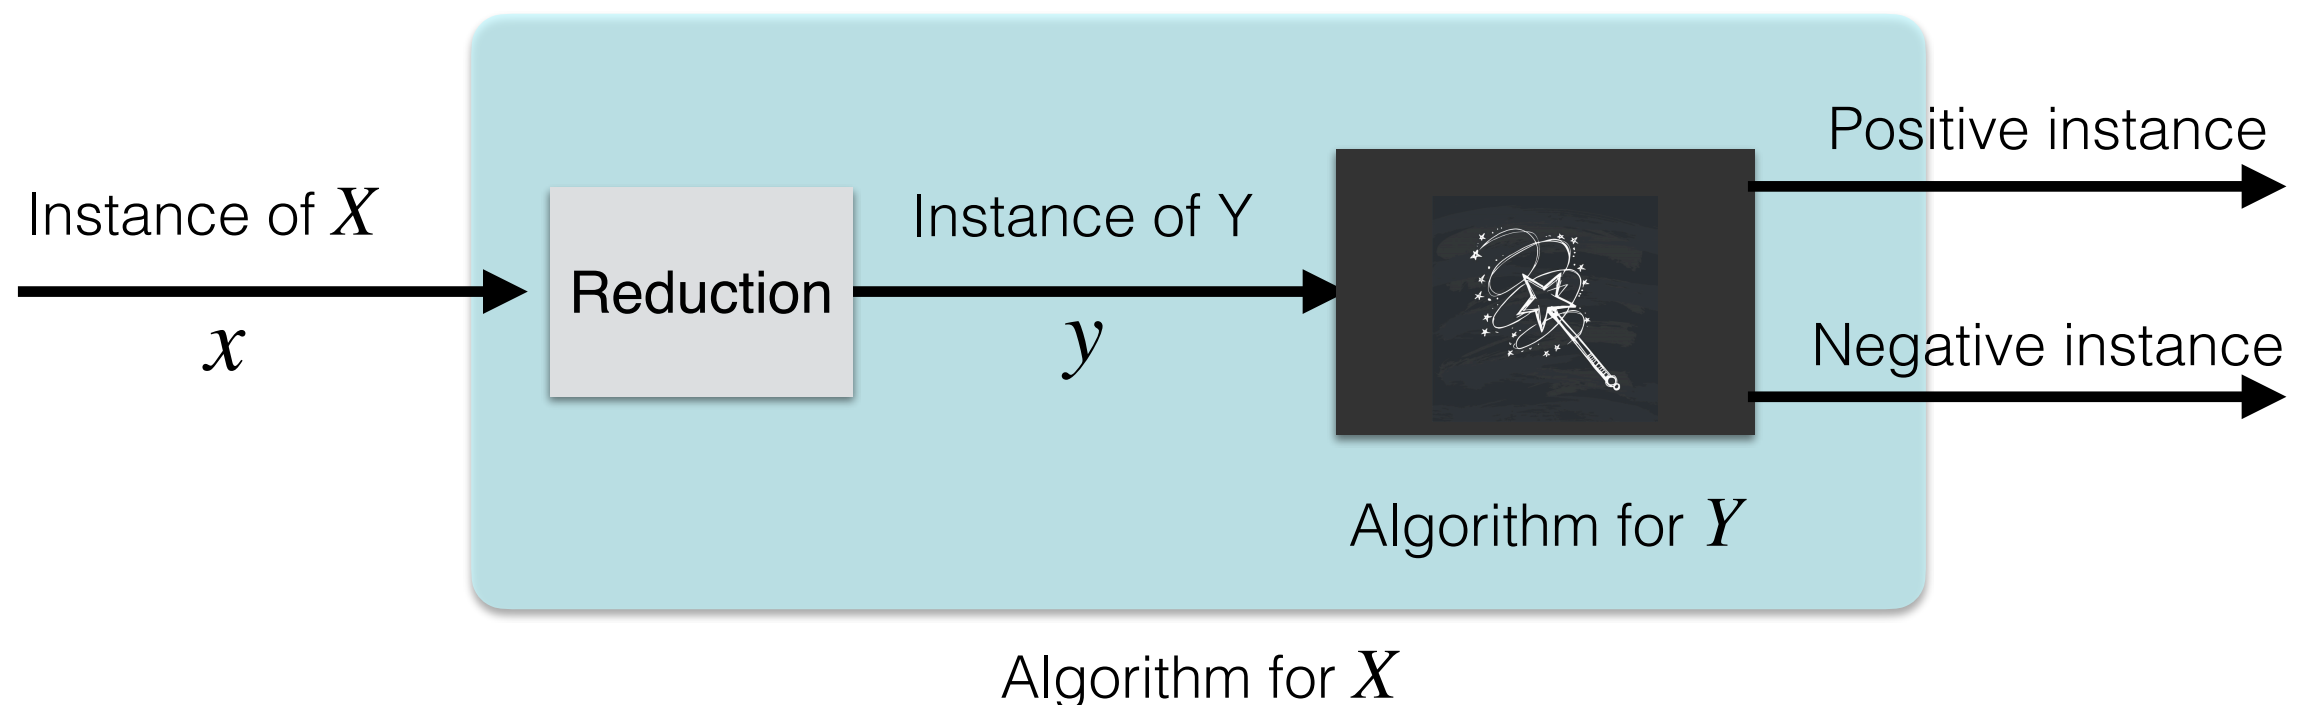 Positive instance
Instance of X
Instance of Y
Reduction
x
y
Negative instance
Algorithm for Y
Algorithm for X